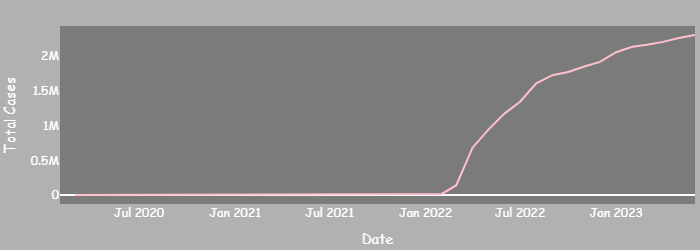 Total Cases
2M
1.5M
1M
0.5M
0
Jul 2020
Jan 2021
Jul 2021
Jan 2022
Jul 2022
Jan 2023
Date